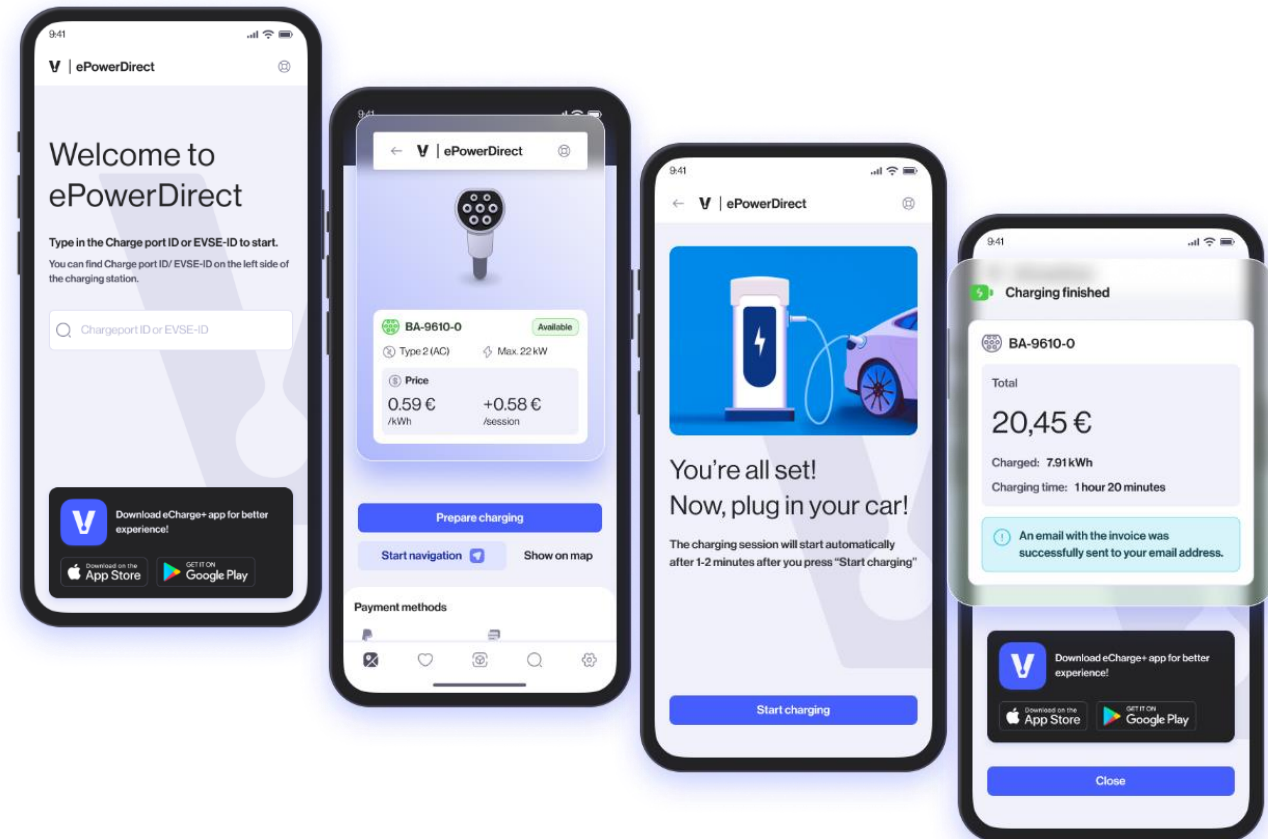 9:41
ePowerDirect
Welcome to
ePowerDirect
Type in the Charge port ID or EVSE-ID to start.
You can find Charge port ID/ EVSE-ID on the left side of
the charging station.
Chargeport ID or EVSE-ID
Download eCharge+ app for better
experience!
Download on the
App Store
GET IT ON
Google Play
9:41
ePowerDirect
BA-9610-0
Available
Type 2 (AC)
Max. 22 kW
Price
0.59 €
+0.58 €
/kWh
/session
Prepare charging
Start navigation
Show on map
Payment methods
9:41
ePowerDirect
You're all set!
Now, plug in your car!
The charging session will start automatically
after 1-2 minutes after you press “Start charging”
Start charging
9:41
Charging finished
BA-9610-0
Total
20,45 €
Charged: 7.91 kWh
Charging time: 1 hour 20 minutes
An email with the invoice was
successfully sent to your email address.
Download eCharge+ app for better
experience!
Download on the
App Store
GET IT ON
Google Play
Close